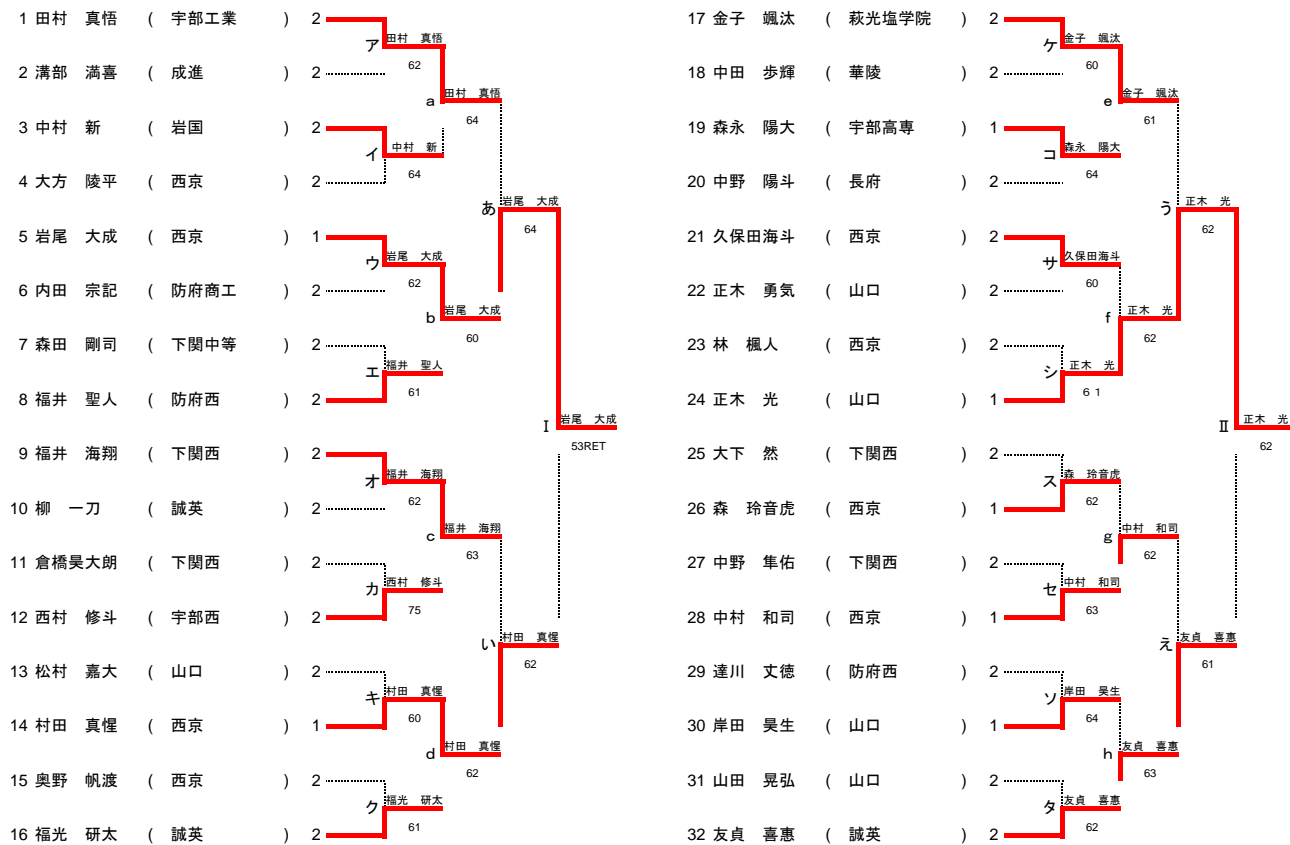 1 田村 真悟 ( 宇部工業 ) 2
ア 田村 真悟
62
2 溝部 満喜 ( 成進 ) 2
a 田村 真悟
64
3 中村 新 ( 岩国 ) 2
イ 中村 新
64
4 大方 陵平 ( 西京 ) 2
あ 岩尾 大成
64
5 岩尾 大成 ( 西京 ) 1
ウ 岩尾 大成
62
6 内田 宗記 ( 防府商工 ) 2
b 岩尾 大成
60
7 森田 剛司 ( 下関中等 ) 2
エ 福井 聖人
61
8 福井 聖人 ( 防府西 ) 2
Ⅰ 岩尾 大成
53RET
9 福井 海翔 ( 下関西 ) 2
オ 福井 海翔
62
10 柳 一刀 ( 誠英 ) 2
c 福井 海翔
63
11 倉橋昊大朗 ( 下関西 ) 2
カ 西村 修斗
75
12 西村 修斗 ( 宇部西 ) 2
い 村田 真惺
62
13 松村 嘉大 ( 山口 ) 2
キ 村田 真惺
60
14 村田 真惺 ( 西京 ) 1
d 村田 真惺
62
15 奥野 帆渡 ( 西京 ) 2
ク 福光 研太
61
16 福光 研太 ( 誠英 ) 2
17 金子 颯汰 ( 萩光塩学院 ) 2
ケ 金子 颯汰
60
18 中田 歩輝 ( 華陵 ) 2
e 金子 颯汰
61
19 森永 陽大 ( 宇部高専 ) 1
コ 森永 陽大
64
20 中野 陽斗 ( 長府 ) 2
う 正木 光
62
21 久保田海斗 ( 西京 ) 2
サ 久保田海斗
60
22 正木 勇気 ( 山口 ) 2
f 正木 光
62
23 林 楓人 ( 西京 ) 2
シ 正木 光
6 1
24 正木 光 ( 山口 ) 1
Ⅱ 正木 光
62
25 大下 然 ( 下関西 ) 2
ス 森 玲音虎
62
26 森 玲音虎 ( 西京 ) 1
g 中村 和司
62
27 中野 隼佑 ( 下関西 ) 2
セ 中村 和司
63
28 中村 和司 ( 西京 ) 1
え 友貞 喜惠
61
29 達川 丈徳 ( 防府西 ) 2
ソ 岸田 昊生
64
30 岸田 昊生 ( 山口 ) 1
h 友貞 喜惠
63
31 山田 晃弘 ( 山口 ) 2
タ 友貞 喜惠
62
32 友貞 喜惠 ( 誠英 ) 2